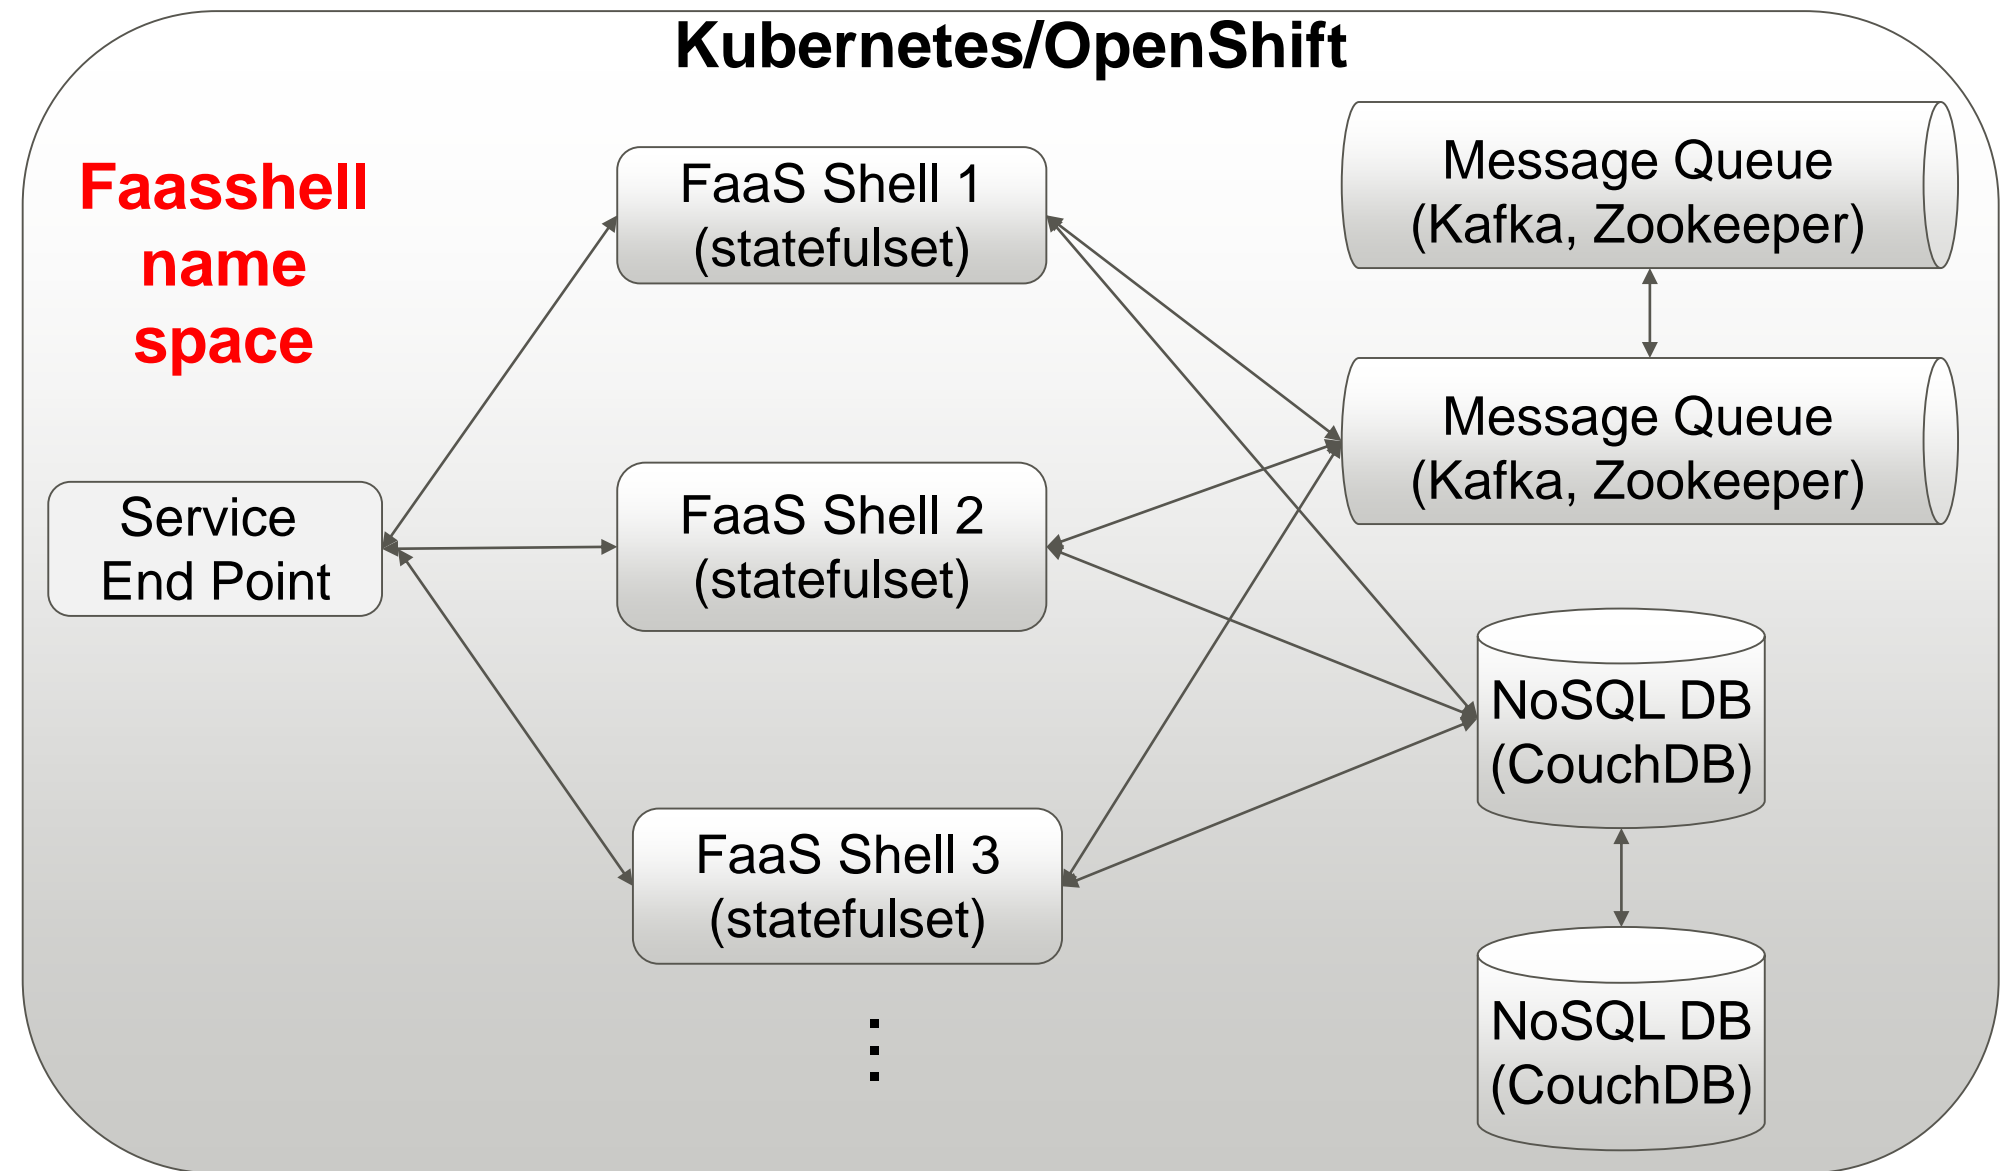 Kubernetes/OpenShift
Faasshell
name
space
Service
End Point
FaaS Shell 1
(statefulset)
FaaS Shell 2
(statefulset)
FaaS Shell 3
(statefulset)
Message Queue
(Kafka, Zookeeper)
Message Queue
(Kafka, Zookeeper)
NoSQL DB
(CouchDB)
NoSQL DB
(CouchDB)